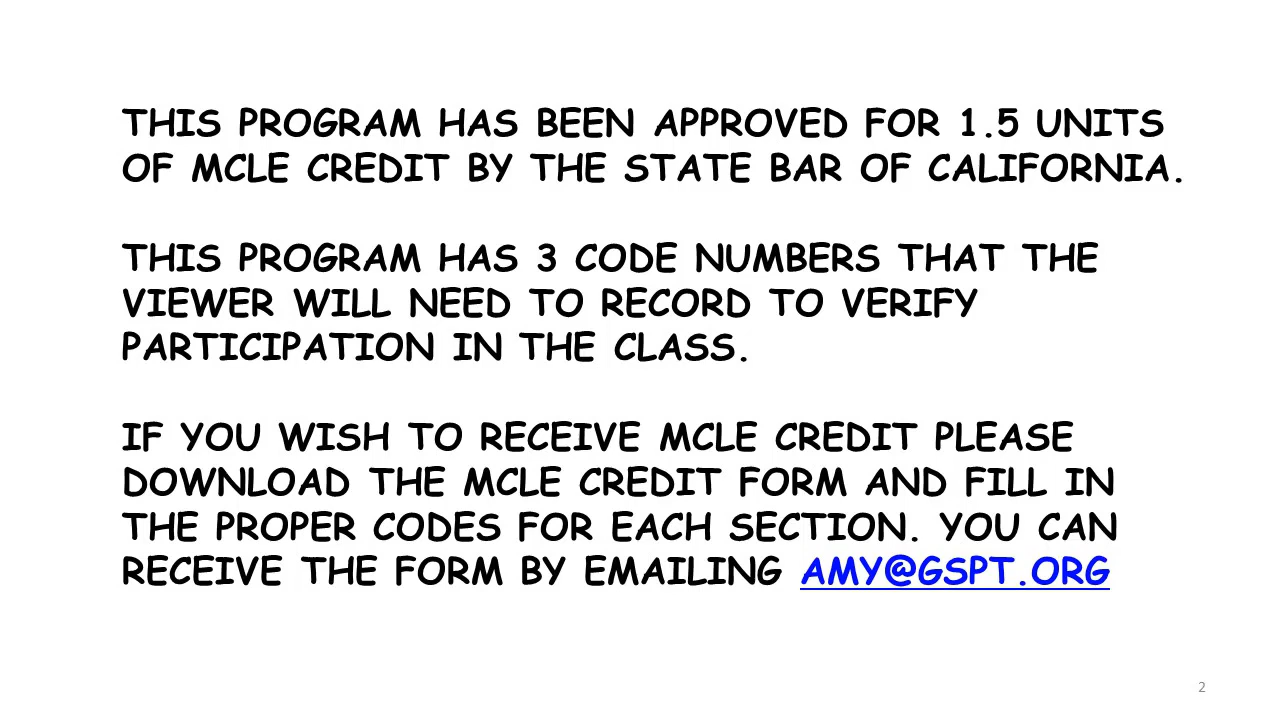 THIS PROGRAM HAS BEEN APPROVED FOR 1.5 UNITS
OF MCLE CREDIT BY THE STATE BAR OF CALIFORNIA.
THIS PROGRAM HAS 3 CODE NUMBERS THAT THE
VIEWER WILL NEED TO RECORD TO VERIFY
PARTICIPATION IN THE CLASS.
IF YOU WISH TO RECEIVE MCLE CREDIT PLEASE
DOWNLOAD THE MCLE CREDIT FORM AND FILL IN
THE PROPER CODES FOR EACH SECTION. YOU CAN
RECEIVE THE FORM BY EMAILING AMY@GSPT.ORG
2